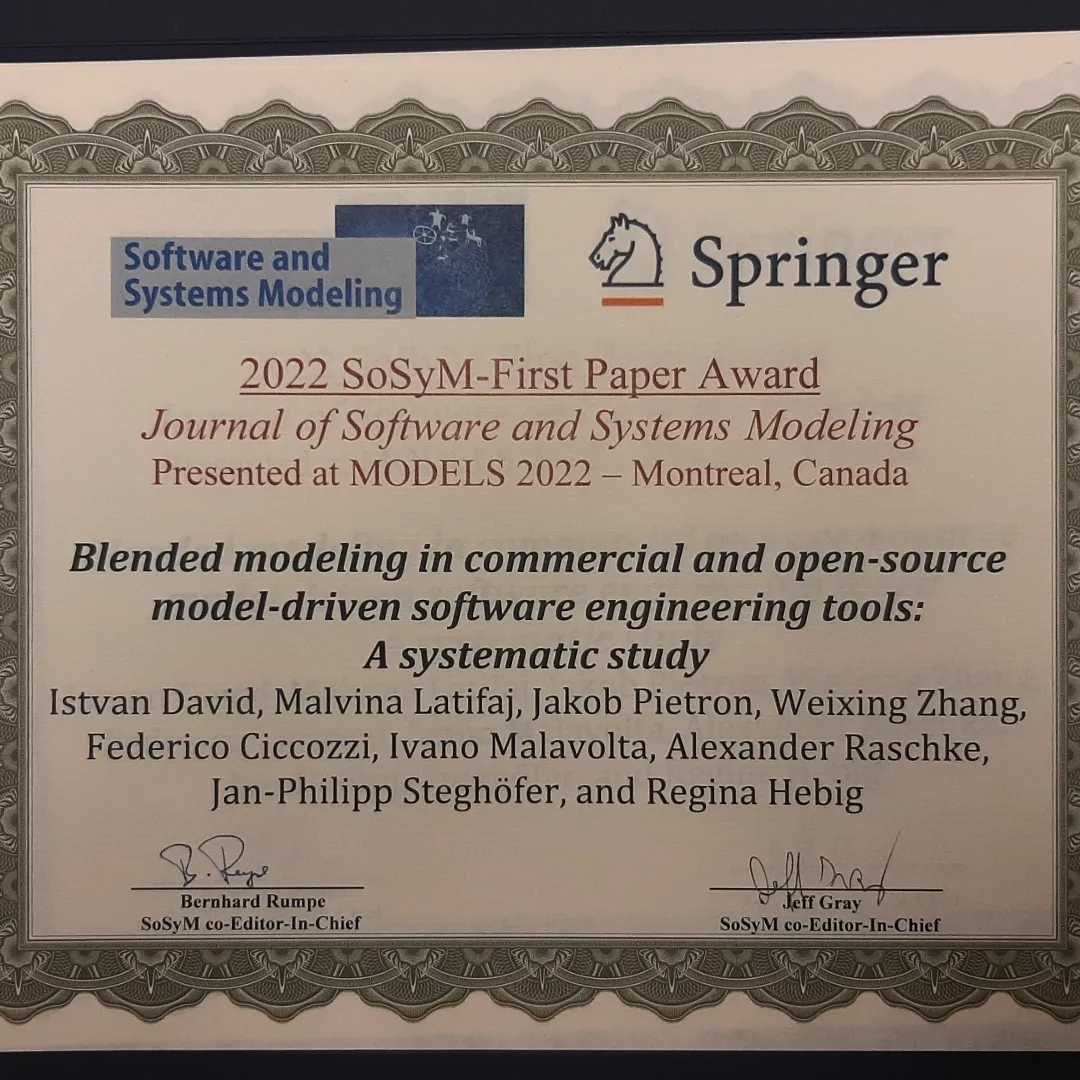 Software and
Systems Modeling
Springer
2022 SoSyM-First Paper Award
Journal of Software and Systems Modeling
Presented at MODELS 2022 – Montreal, Canada
Blended modeling in commercial and open-source
model-driven software engineering tools:
A systematic study
Istvan David, Malvina Latifaj, Jakob Pietron, Weixing Zhang,
Federico Ciccozzi, Ivano Malavolta, Alexander Raschke,
Jan-Philipp Steghöfer, and Regina Hebig
B. Rumpe
Jeff Gray
Bernhard Rumpe
SoSyM co-Editor-In-Chief
Jeff Gray
SoSyM co-Editor-In-Chief